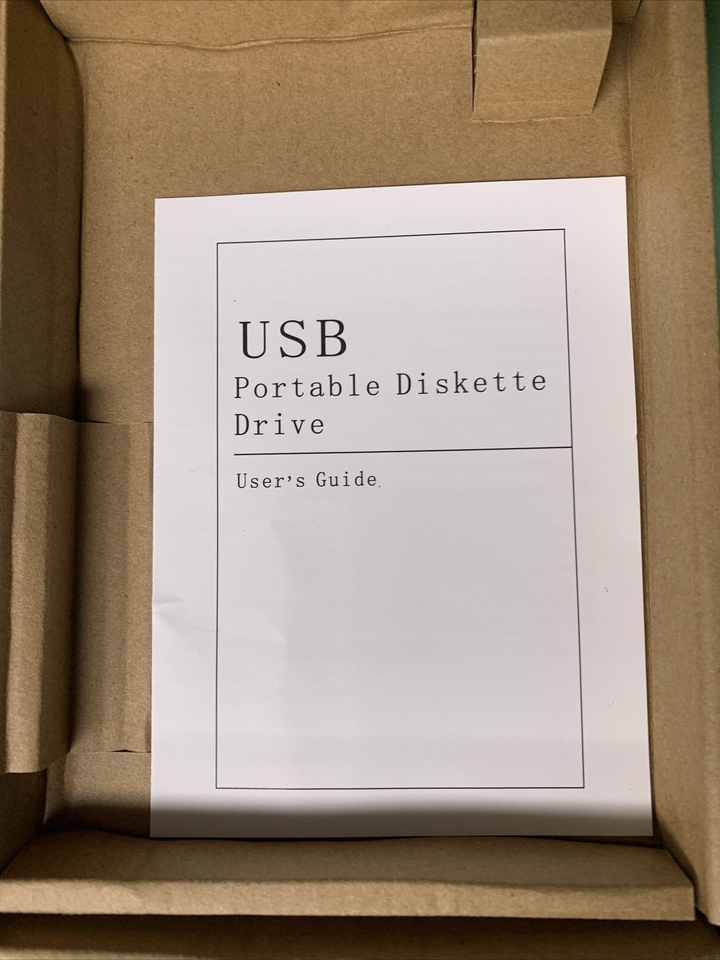 USB
Portable Diskette
Drive
User's Guide